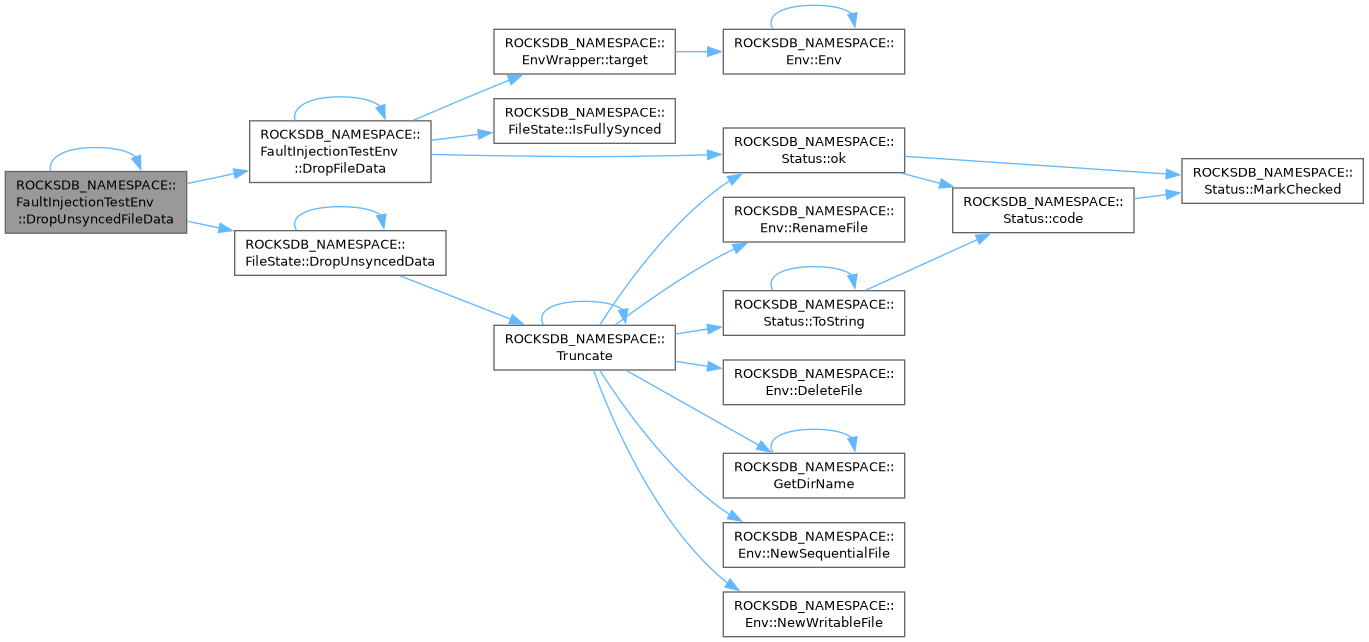 ROCKSDB_NAMESPACE::
FaultInjectionTestEnv
::DropUnsyncedFileData
ROCKSDB_NAMESPACE::
FaultInjectionTestEnv
::DropFileData
ROCKSDB_NAMESPACE::
FileState::DropUnsyncedData
ROCKSDB_NAMESPACE::
EnvWrapper::target
ROCKSDB_NAMESPACE::
FileState::IsFullySynced
ROCKSDB_NAMESPACE::
Truncate
ROCKSDB_NAMESPACE::
Env::Env
ROCKSDB_NAMESPACE::
Status::ok
ROCKSDB_NAMESPACE::
Env::RenameFile
ROCKSDB_NAMESPACE::
Status::ToString
ROCKSDB_NAMESPACE::
Env::DeleteFile
ROCKSDB_NAMESPACE::
GetDirName
ROCKSDB_NAMESPACE::
Env::NewSequentialFile
ROCKSDB_NAMESPACE::
Env::NewWritableFile
ROCKSDB_NAMESPACE::
Status::code
ROCKSDB_NAMESPACE::
Status::MarkChecked